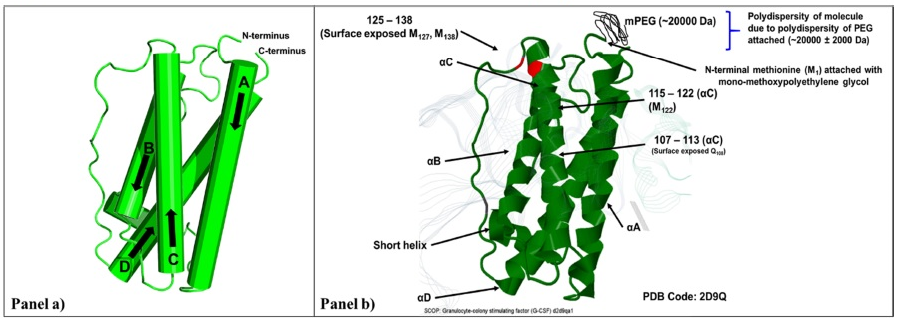 N-terminus
C-terminus
A
B
C
D
Panel a)
125 – 138
(Surface exposed M127, M138)
αC
mPEG (~20000 Da)
Polydispersity of molecule
due to polydispersity of PEG
attached (~20000 ± 2000 Da)
N-terminal methionine (M1) attached with
mono-methoxypolyethylene glycol
115 – 122 (αC)
(M122)
107 – 113 (αC)
(Surface exposed Q108)
αB
αA
Short helix
αD
PDB Code: 2D9Q
Panel b)
SCOP: Granulocyte-colony stimulating factor (G-CSF) d2d9qa1